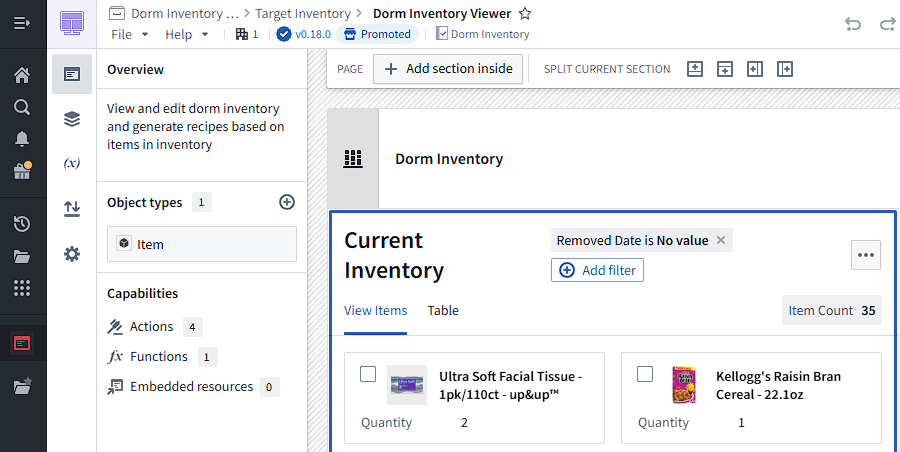 Dorm Inventory ... > Target Inventory > Dorm Inventory Viewer
File Help 1 v0.18.0 Promoted Dorm Inventory
Overview
View and edit dorm inventory
and generate recipes based on
items in inventory
Object types 1
Item
Capabilities
Actions 4
fx Functions 1
Embedded resources 0
(x)
PAGE + Add section inside SPLIT CURRENT SECTION
Dorm Inventory
Current
Inventory
Removed Date is No value ×
Add filter
View Items Table
Item Count 35
Ultra Soft Facial Tissue -
1pk/110ct - up&up™
Quantity 2
Kellogg's Raisin Bran
Cereal - 22.1oz
Quantity 1